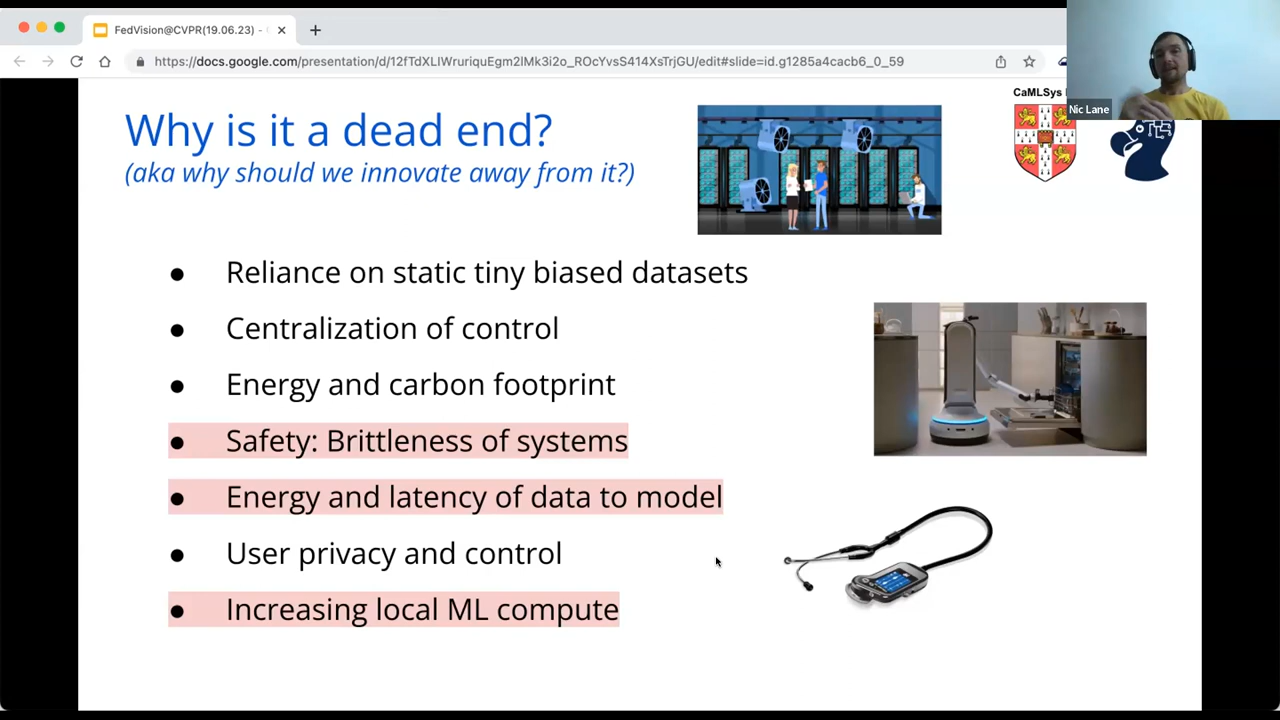 FedVision@CVPR(19.06.23) -
https://docs.google.com/presentation/d/12fTdXLIWruriquEgm2lMk3i2o_ROcYvsS414XsTrjGU/edit#slide=id.g1285a4cacb6_0_59
Nic Lane
CaMLSys
Why is it a dead end?
(aka why should we innovate away from it?)
● Reliance on static tiny biased datasets
● Centralization of control
● Energy and carbon footprint
● Safety: Brittleness of systems
● Energy and latency of data to model
● User privacy and control
● Increasing local ML compute